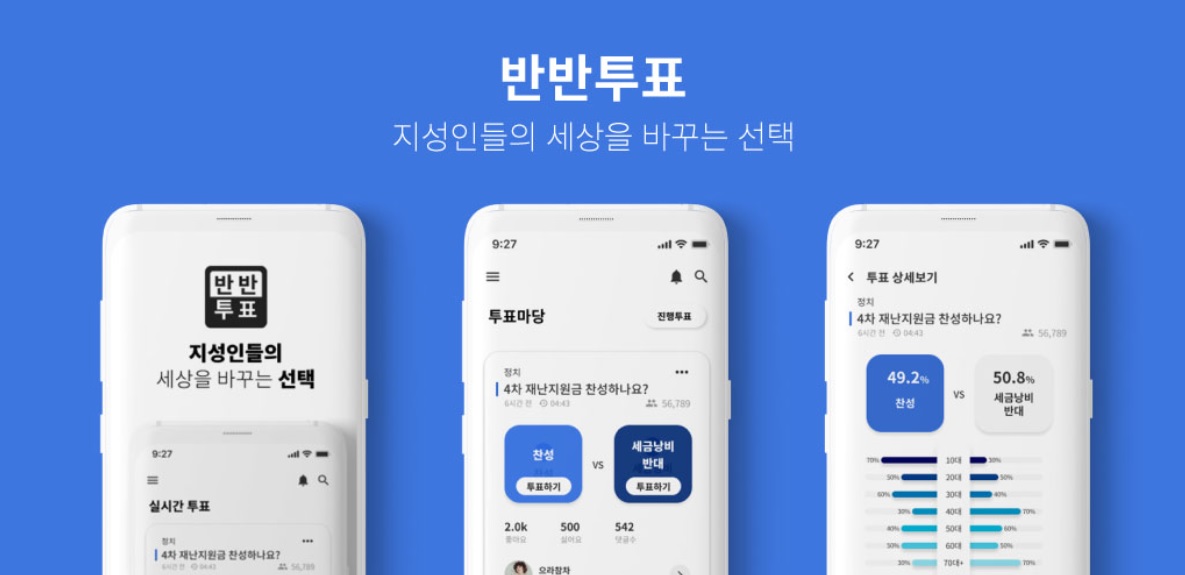 반반투표
지성인들의 세상을 바꾸는 선택
반반
투표
지성인들의
세상을 바꾸는 선택
9:27
실시간 투표
정치
4차 재난지원금 찬성하나요?
6시간 전 04:43 56,789
9:27
투표마당
진행투표
정치
4차 재난지원금 찬성하나요?
6시간 전 04:43 56,789
찬성
투표하기
VS
세금낭비
반대
투표하기
2.0k 500 542
좋아요 싫어요 댓글수
으라참차
9:27
투표 상세보기
정치
4차 재난지원금 찬성하나요?
6시간 전 04:43 56,789
49.2%
찬성
VS
50.8%
세금낭비
반대
70% 10대 30%
50% 20대 50%
60% 30대 40%
30% 40대 70%
40% 50대 60%
50% 60대 50%
30% 70대+ 70%